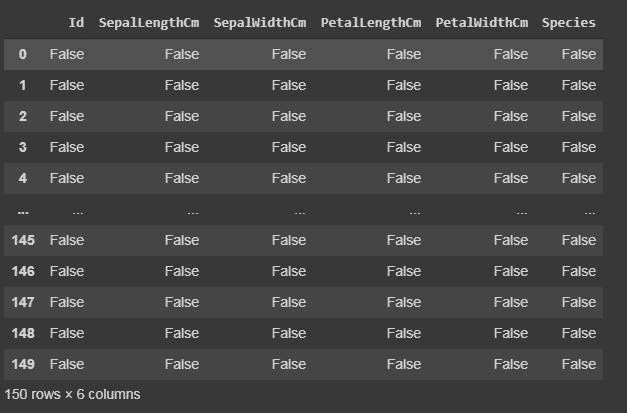 Id SepalLengthCm SepalWidthCm PetalLengthCm PetalWidthCm Species
0 False False False False False False
1 False False False False False False
2 False False False False False False
3 False False False False False False
4 False False False False False False
... ... ... ... ... ... ...
145 False False False False False False
146 False False False False False False
147 False False False False False False
148 False False False False False False
149 False False False False False False
150 rows × 6 columns